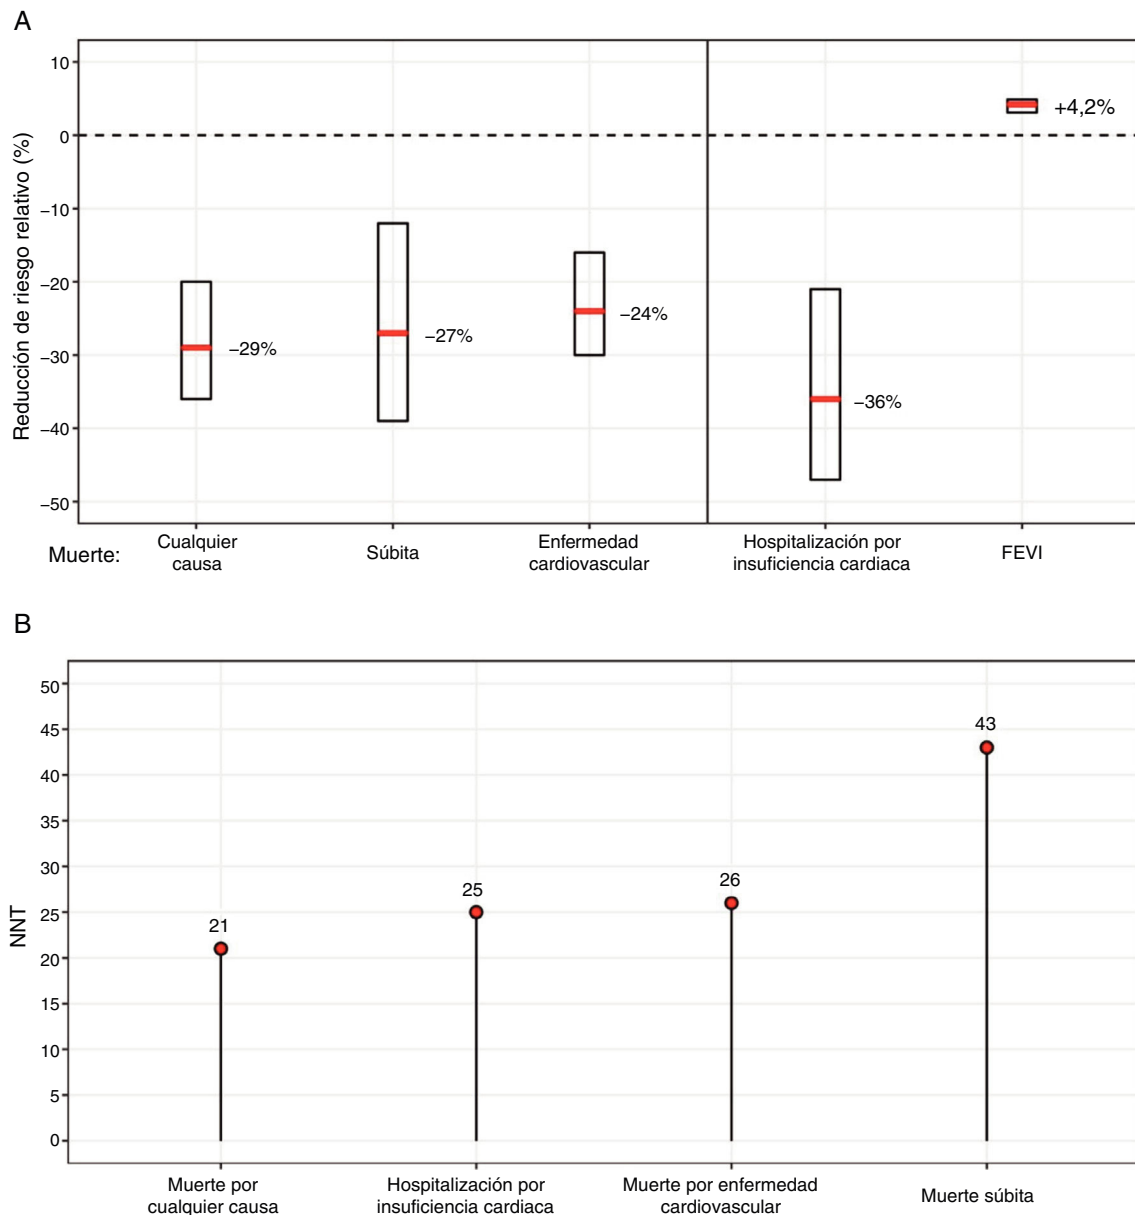 A
Reducción de riesgo relativo (%)
10
0
−10
−20
−30
−40
−50
−29%
−27%
−24%
−36%
+4,2%
Muerte:
Cualquier
causa
Súbita
Enfermedad
cardiovascular
Hospitalización por
insuficiencia cardiaca
FEVI
B
NNT
50
45
40
35
30
25
20
15
10
5
0
21
25
26
43
Muerte por
cualquier causa
Hospitalización por
insuficiencia cardiaca
Muerte por enfermedad
cardiovascular
Muerte súbita